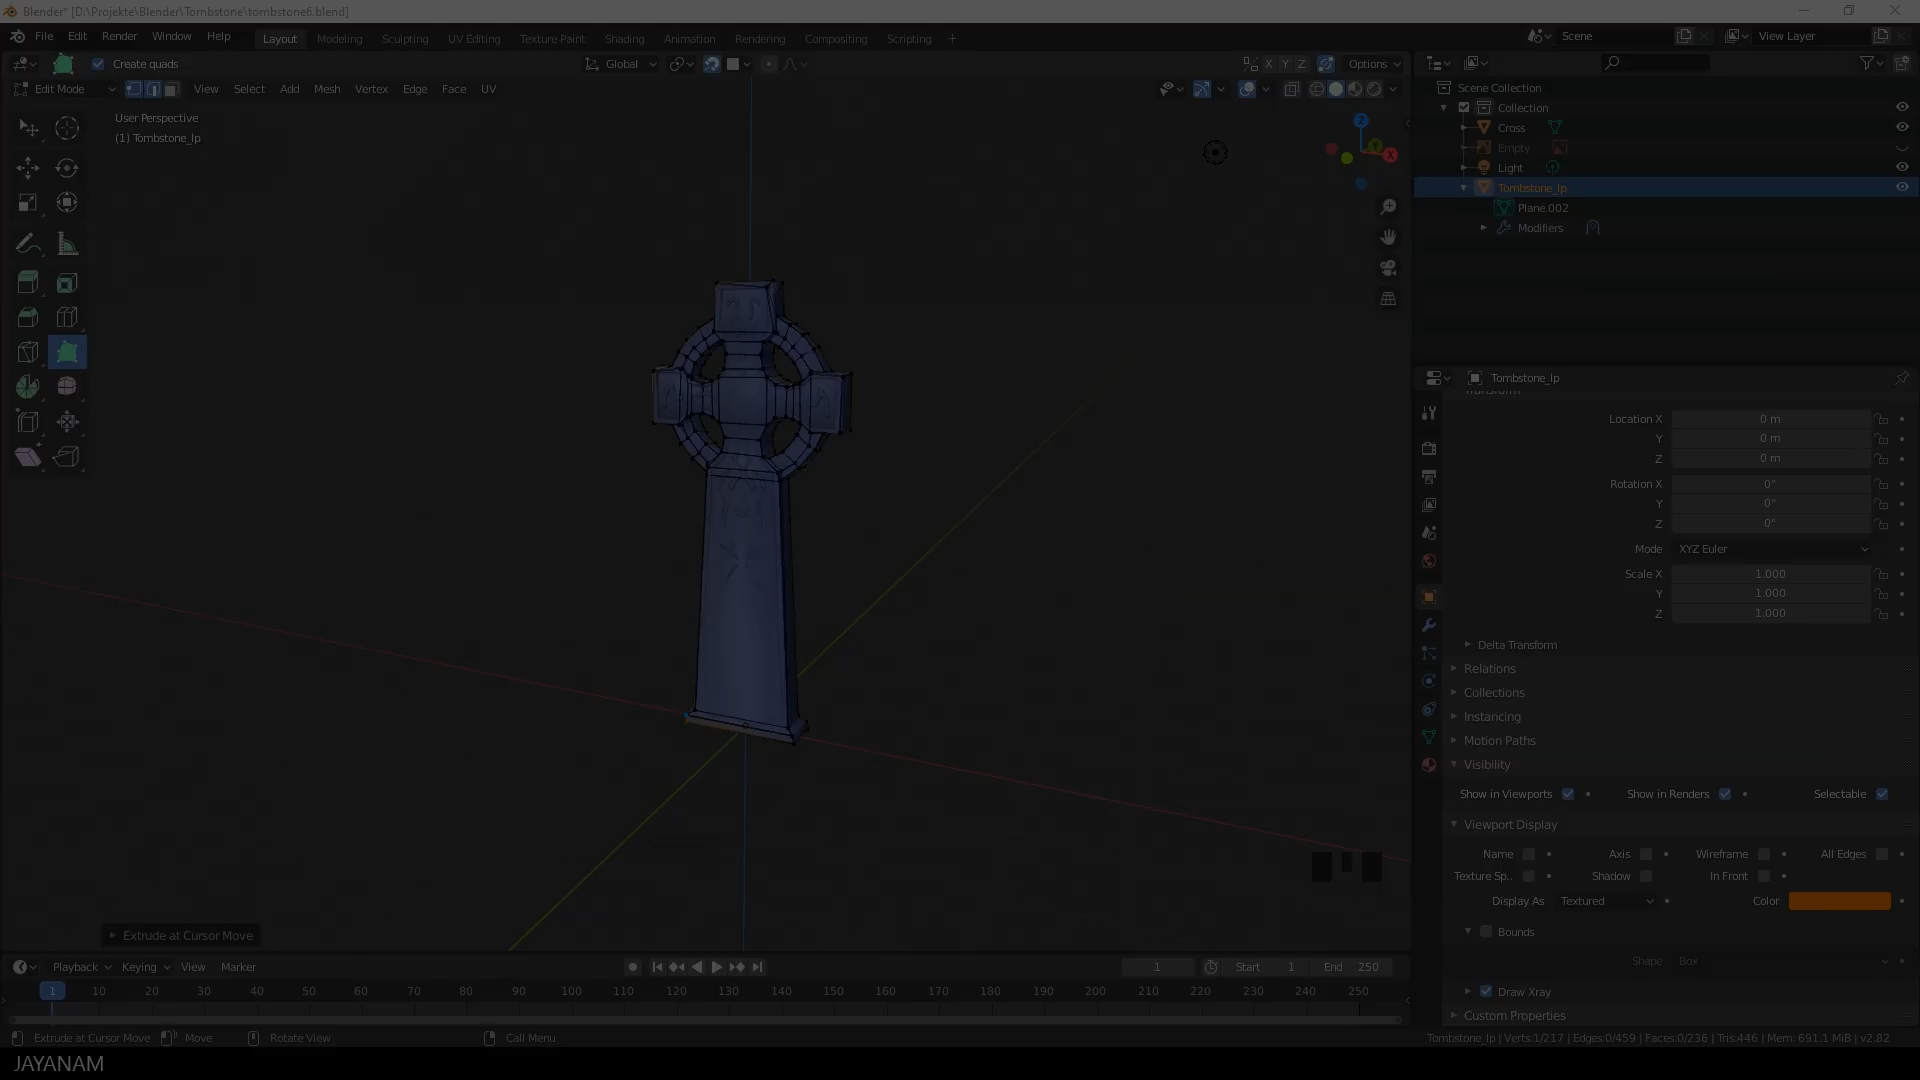 Blender* [D:\Projekte\Blender\Tombstone\tombstone6.blend]
File Edit Render Window Help Layout Modeling Sculpting UV Editing Texture Paint Shading Animation Rendering Compositing Scripting + Scene View Layer
Create quads Global X Y Z Options
Edit Mode View Select Add Mesh Vertex Edge Face UV
User Perspective
(1) Tombstone_lp
Z
Y
X
Scene Collection
Collection
Cross
Empty
Light
Tombstone_lp
Plane.002
Modifiers
Tombstone_lp
Transform
Location X 0 m
Y 0 m
Z 0 m
Rotation X 0°
Y 0°
Z 0°
Mode XYZ Euler
Scale X 1.000
Y 1.000
Z 1.000
Delta Transform
Relations
Collections
Instancing
Motion Paths
Visibility
Show in Viewports Show in Renders Selectable
Viewport Display
Name Axis Wireframe All Edges
Texture Sp.. Shadow In Front
Display As Textured Color
Bounds
Shape Box
Draw Xray
Custom Properties
Extrude at Cursor Move
Playback Keying View Marker 1 Start 1 End 250
1 10 20 30 40 50 60 70 80 90 100 110 120 130 140 150 160 170 180 190 200 210 220 230 240 250
Extrude at Cursor Move Move Rotate View Call Menu Tombstone_lp | Verts:1/217 | Edges:0/459 | Faces:0/236 | Tris:446 | Mem: 691.1 MiB | v2.82
JAYANAM